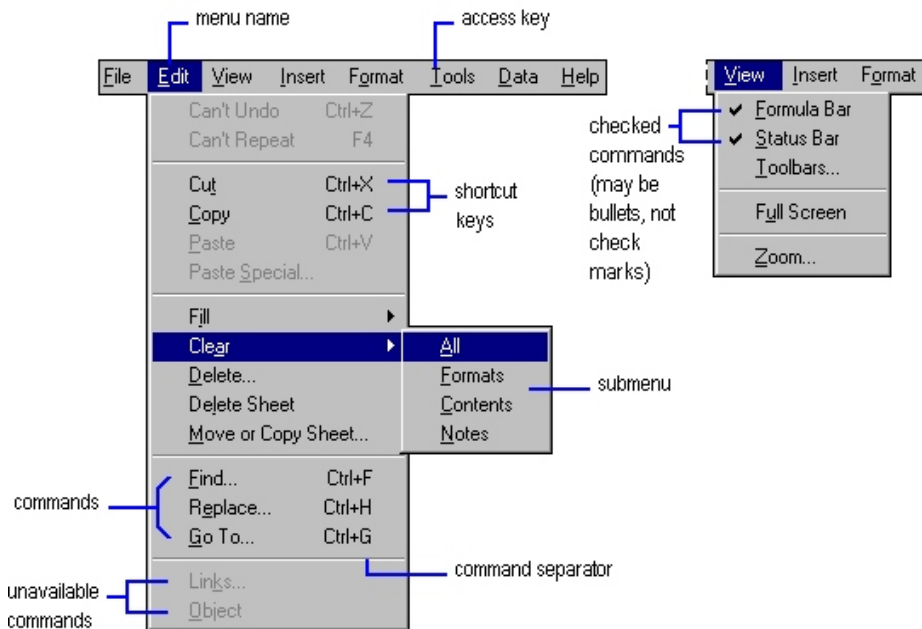 menu name
access key
File Edit View Insert Format Tools Data Help
Can't Undo Ctrl+Z
Can't Repeat F4
Cut Ctrl+X
Copy Ctrl+C
Paste Ctrl+V
Paste Special...
shortcut
keys
Fill
Clear
Delete...
Delete Sheet
Move or Copy Sheet...
All
Formats
Contents
Notes
submenu
Find... Ctrl+F
Replace... Ctrl+H
Go To... Ctrl+G
commands
command separator
Links...
Object
unavailable
commands
View Insert Format
Formula Bar
Status Bar
Toolbars...
Full Screen
Zoom...
checked
commands
(may be
bullets, not
check
marks)